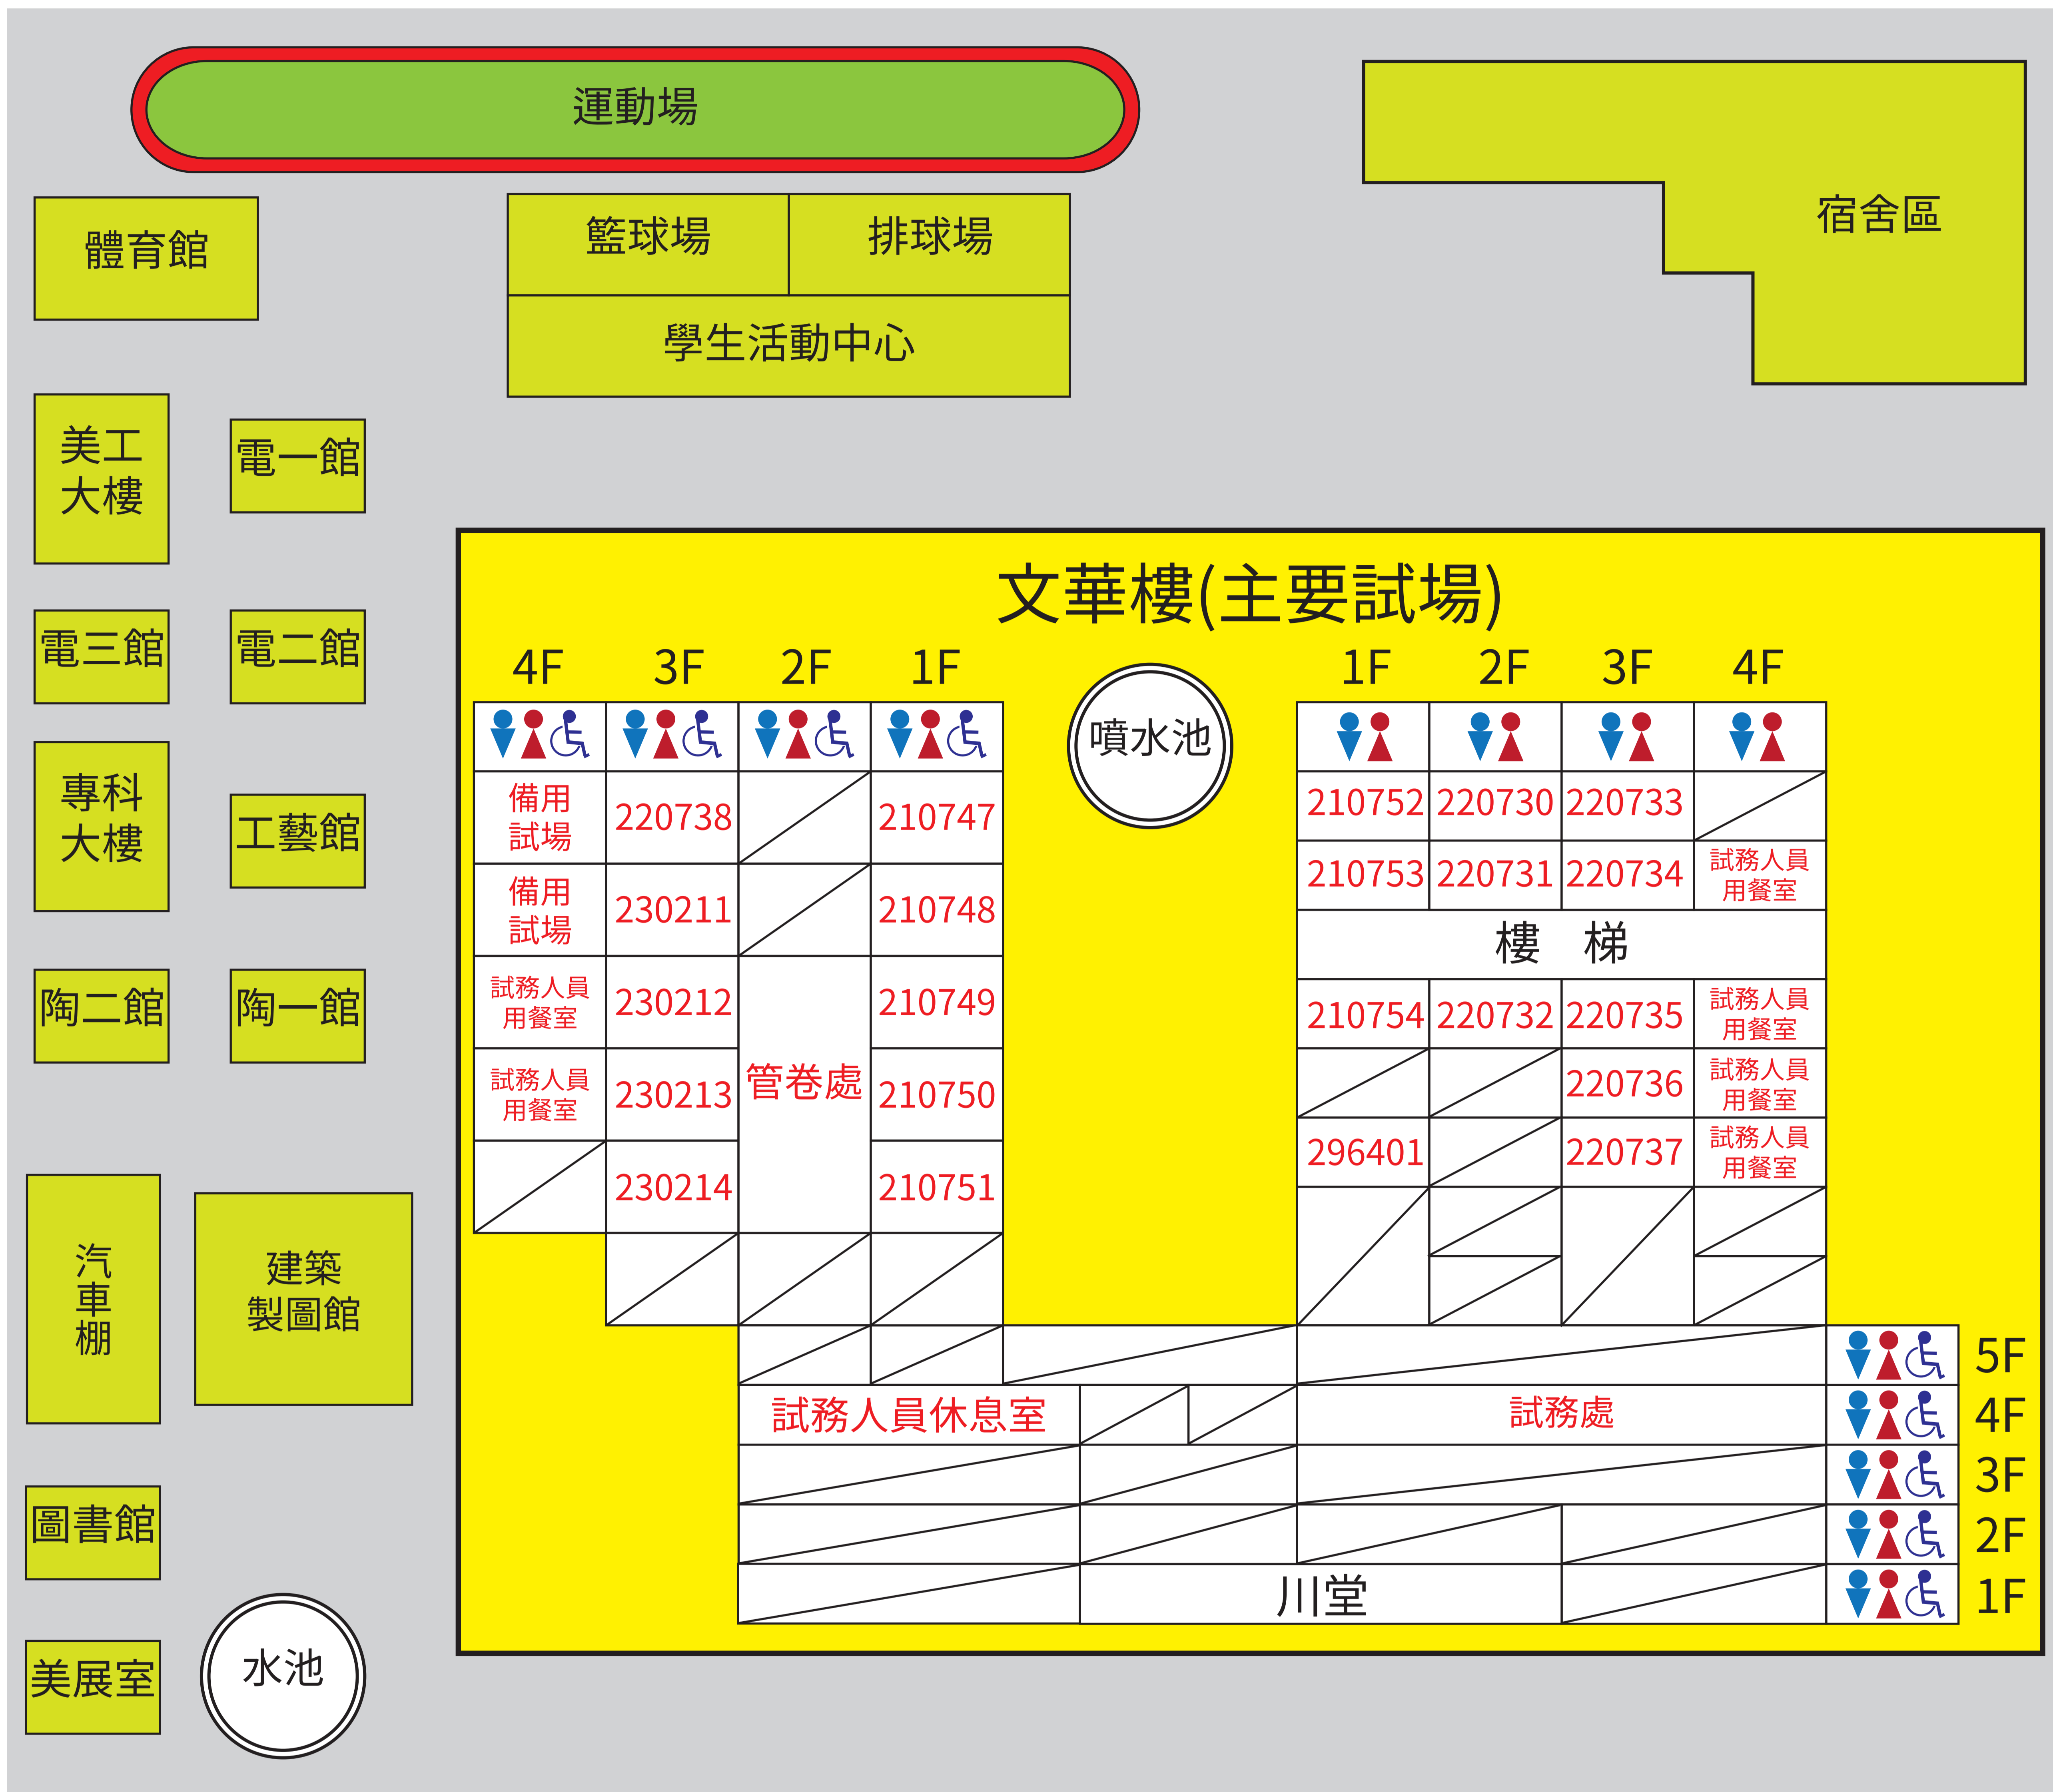 運動場
宿舍區
體育館
籃球場
排球場
學生活動中心
美工
大樓
電一館
電三館
電二館
專科
大樓
工藝館
陶二館
陶一館
汽
車
棚
建築
製圖館
圖書館
美展室
水池
文華樓(主要試場)
4F 3F 2F 1F
噴水池
1F 2F 3F 4F
備用
試場
220738
210747
備用
試場
230211
210748
試務人員
用餐室
230212
210749
試務人員
用餐室
230213
管卷處
210750
230214
210751
210752 220730 220733
210753 220731 220734
試務人員
用餐室
樓 梯
210754 220732 220735
試務人員
用餐室
220736
試務人員
用餐室
296401
220737
試務人員
用餐室
5F
試務人員休息室
試務處
4F
3F
2F
川堂
1F